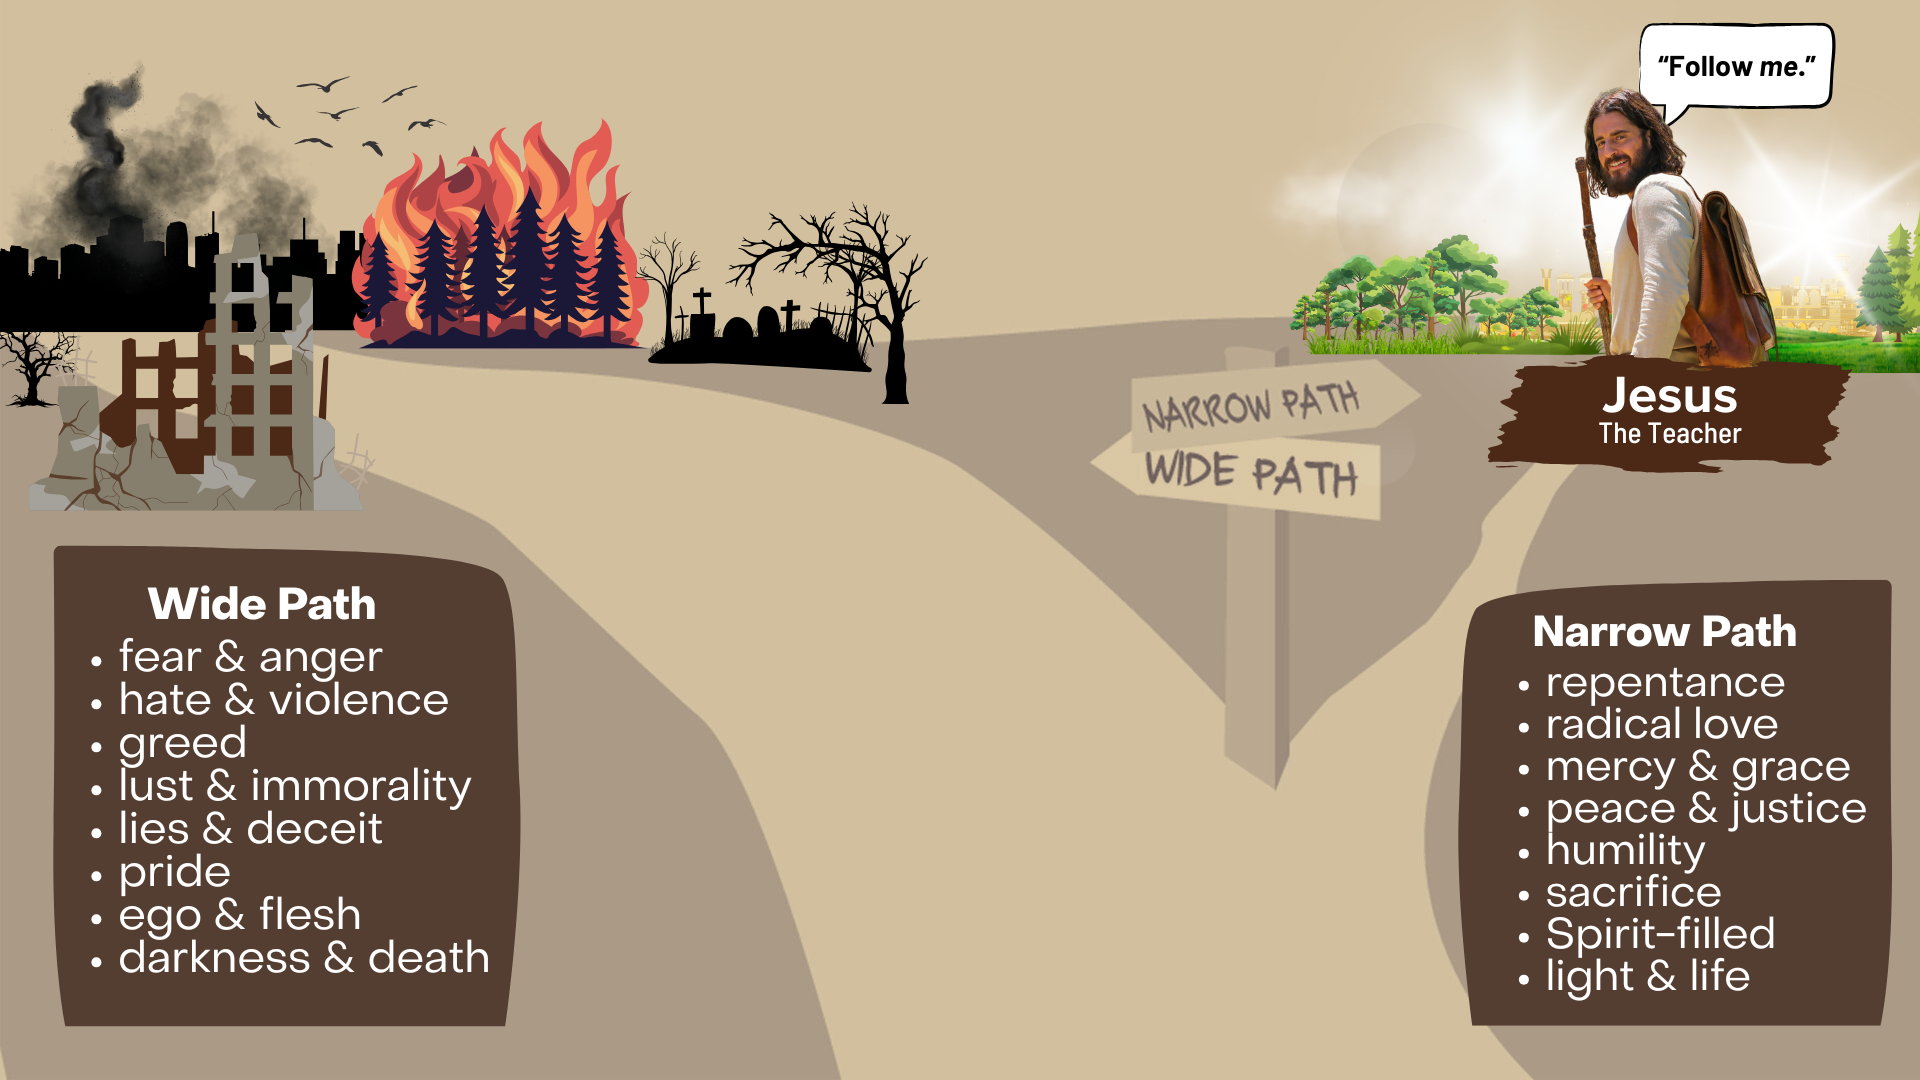 “Follow me.”
Jesus
The Teacher
NARROW PATH
WIDE PATH
Wide Path
• fear & anger
• hate & violence
• greed
• lust & immorality
• lies & deceit
• pride
• ego & flesh
• darkness & death
Narrow Path
• repentance
• radical love
• mercy & grace
• peace & justice
• humility
• sacrifice
• Spirit-filled
• light & life